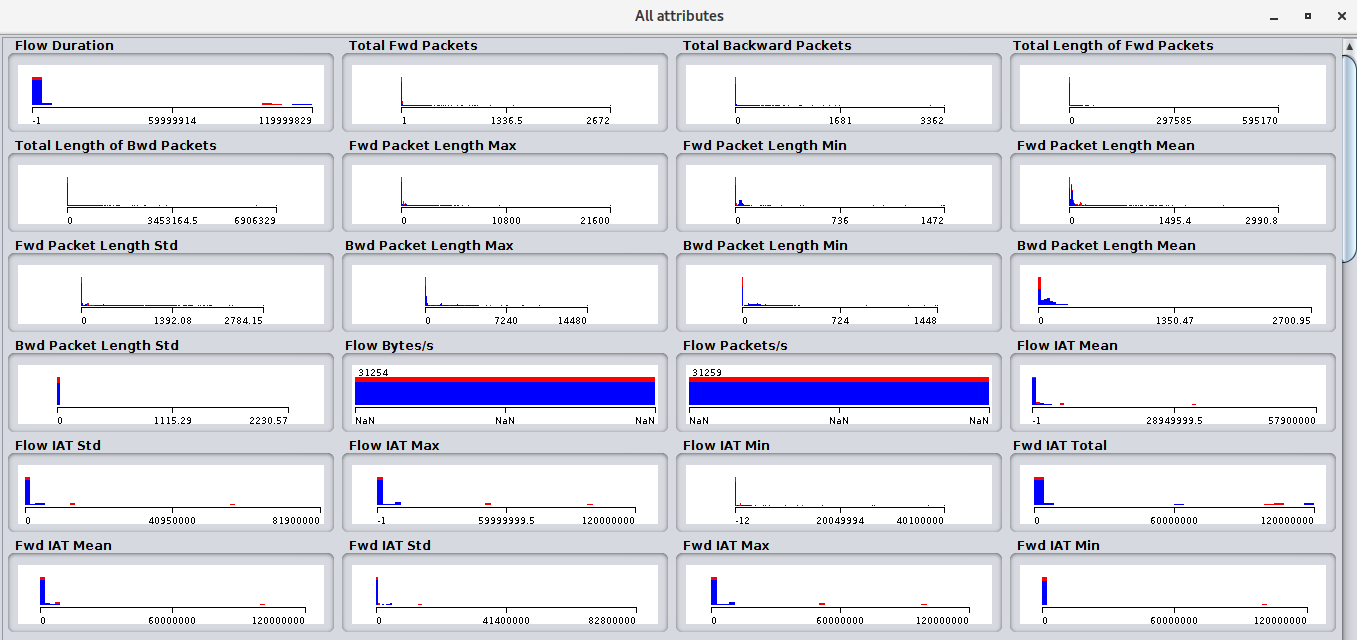 All attributes
Flow Duration Total Fwd Packets Total Backward Packets Total Length of Fwd Packets
-1 59999914 119999829 1 1336.5 2672 0 1681 3362 0 297585 595170
Total Length of Bwd Packets Fwd Packet Length Max Fwd Packet Length Min Fwd Packet Length Mean
0 3453164.5 6906329 0 10800 21600 0 736 1472 0 1495.4 2990.8
Fwd Packet Length Std Bwd Packet Length Max Bwd Packet Length Min Bwd Packet Length Mean
0 1392.08 2784.15 0 7240 14480 0 724 1448 0 1350.47 2700.95
Bwd Packet Length Std Flow Bytes/s Flow Packets/s Flow IAT Mean
31254 31259
0 1115.29 2230.57 NaN NaN NaN NaN NaN NaN -1 28949999.5 57900000
Flow IAT Std Flow IAT Max Flow IAT Min Fwd IAT Total
0 40950000 81900000 -1 59999999.5 120000000 -12 20049994 40100000 0 60000000 120000000
Fwd IAT Mean Fwd IAT Std Fwd IAT Max Fwd IAT Min
0 60000000 120000000 0 41400000 82800000 0 60000000 120000000 0 60000000 120000000